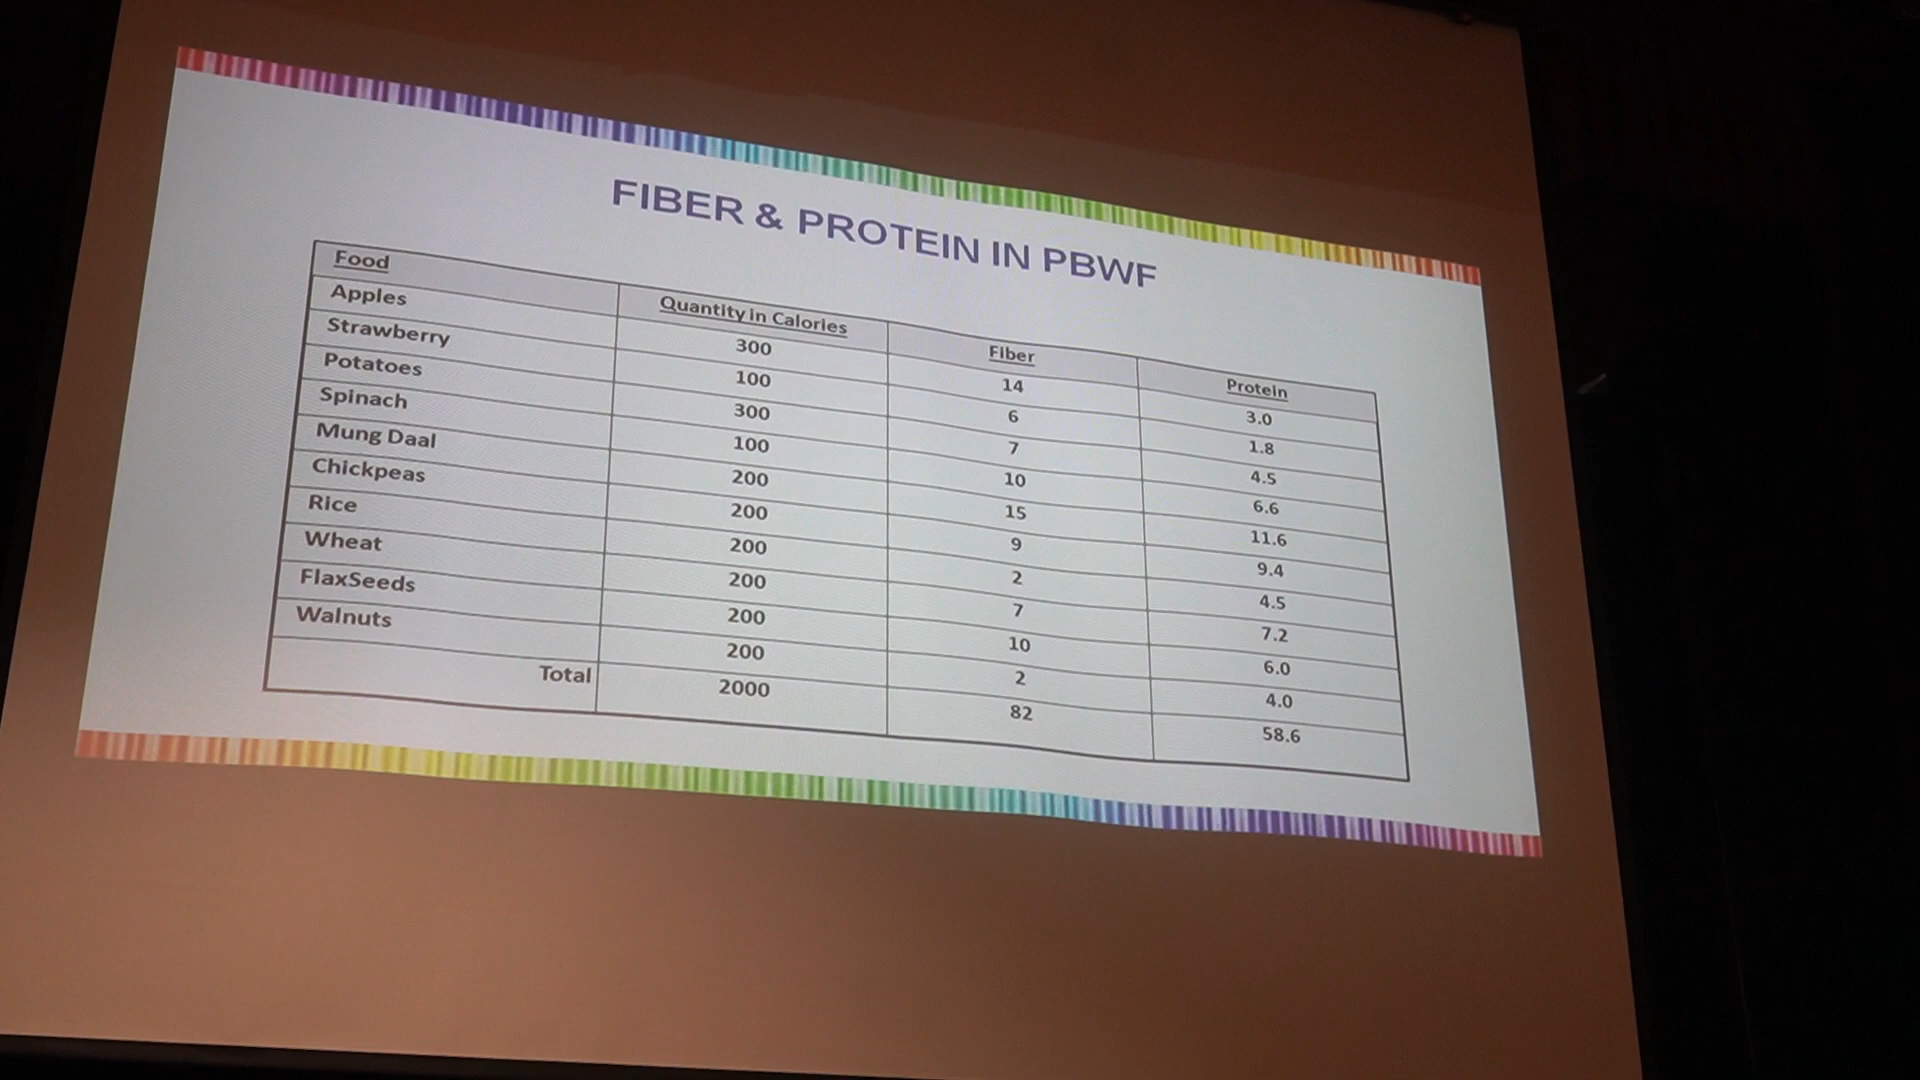 FIBER & PROTEIN IN PBWF
Food Quantity in Calories Fiber Protein
Apples 300 14 3.0
Strawberry 100 6 1.8
Potatoes 300 7 4.5
Spinach 100 10 6.6
Mung Daal 200 15 11.6
Chickpeas 200 9 9.4
Rice 200 2 4.5
Wheat 200 7 7.2
FlaxSeeds 200 10 6.0
Walnuts 200 2 4.0
Total 2000 82 58.6